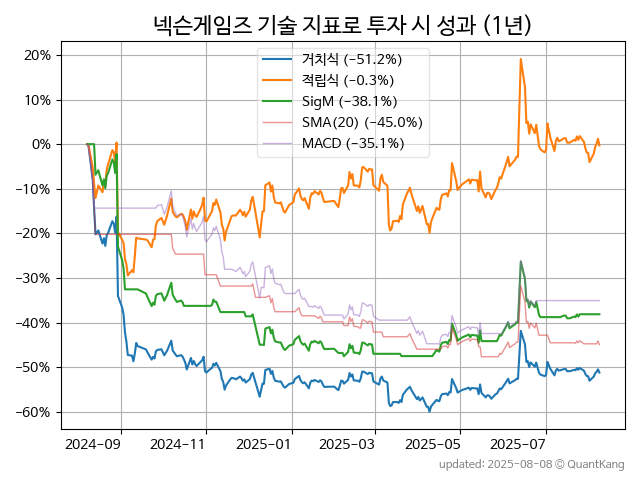 넥슨게임즈 기술 지표로 투자 시 성과 (1년)
20%
10%
0%
−10%
−20%
−30%
−40%
−50%
−60%
거치식 (−51.2%)
적립식 (−0.3%)
SigM (−38.1%)
SMA(20) (−45.0%)
MACD (−35.1%)
2024-09
2024-11
2025-01
2025-03
2025-05
2025-07
updated: 2025-08-08 © QuantKang